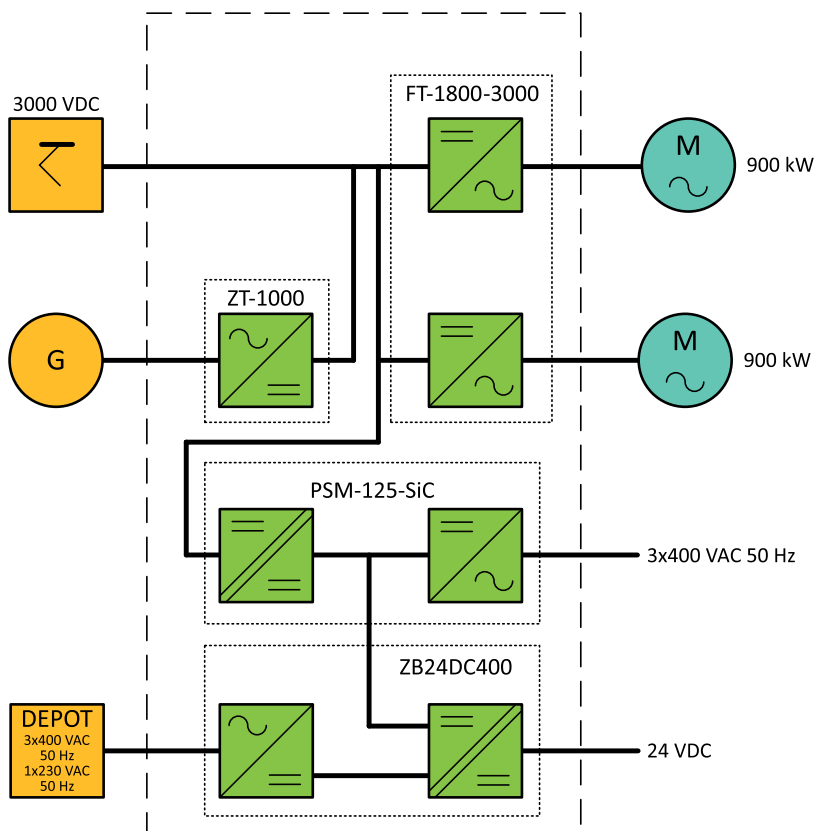 FT-1800-3000
3000 VDC
M
900 kW
ZT-1000
G
M
900 kW
PSM-125-SiC
3x400 VAC 50 Hz
ZB24DC400
DEPOT
3x400 VAC
50 Hz
1x230 VAC
50 Hz
24 VDC